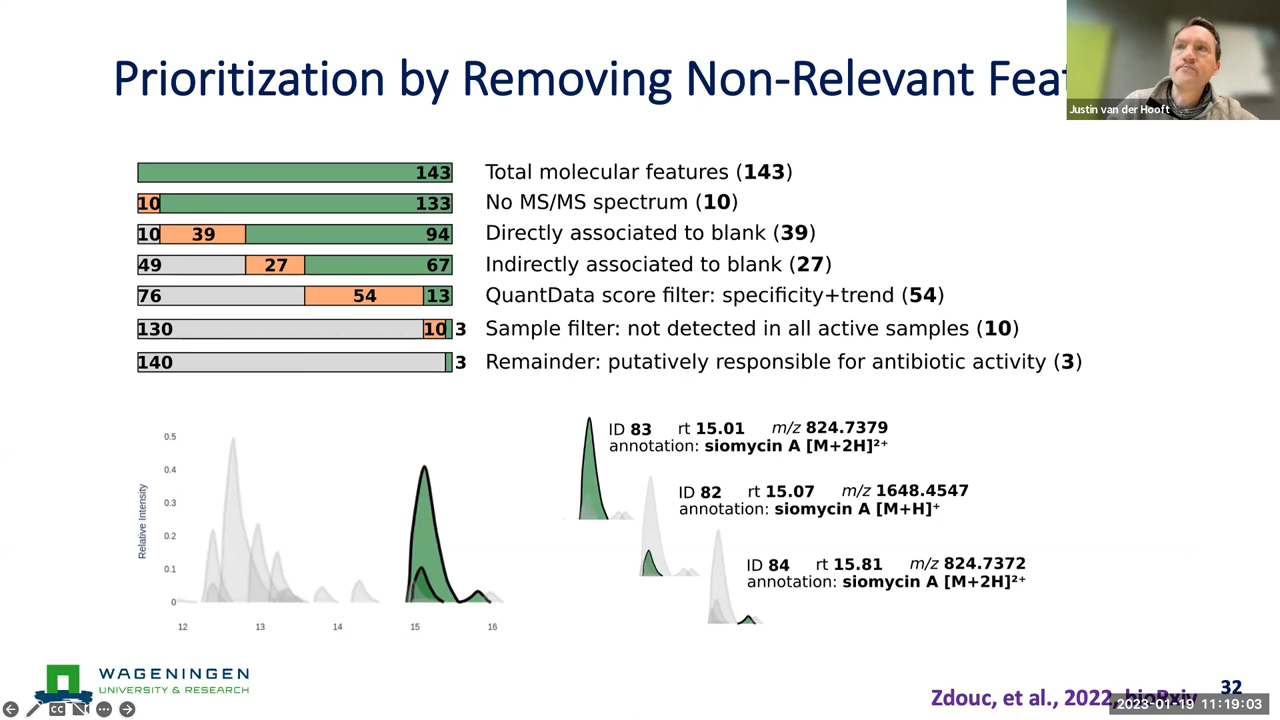 Prioritization by Removing Non-Relevant Feat
Justin van der Hooft
143 Total molecular features (143)
10 133 No MS/MS spectrum (10)
10 39 94 Directly associated to blank (39)
49 27 67 Indirectly associated to blank (27)
76 54 13 QuantData score filter: specificity+trend (54)
130 10 3 Sample filter: not detected in all active samples (10)
140 3 Remainder: putatively responsible for antibiotic activity (3)
Relative Intensity
0.5
0.4
0.3
0.2
0.1
0
12 13 14 15 16
ID 83 rt 15.01 m/z 824.7379
annotation: siomycin A [M+2H]²⁺
ID 82 rt 15.07 m/z 1648.4547
annotation: siomycin A [M+H]⁺
ID 84 rt 15.81 m/z 824.7372
annotation: siomycin A [M+2H]²⁺
WAGENINGEN
UNIVERSITY & RESEARCH
CC
32
Zdouc, et al., 2022, bioRxiv
2023-01-19 11:19:03